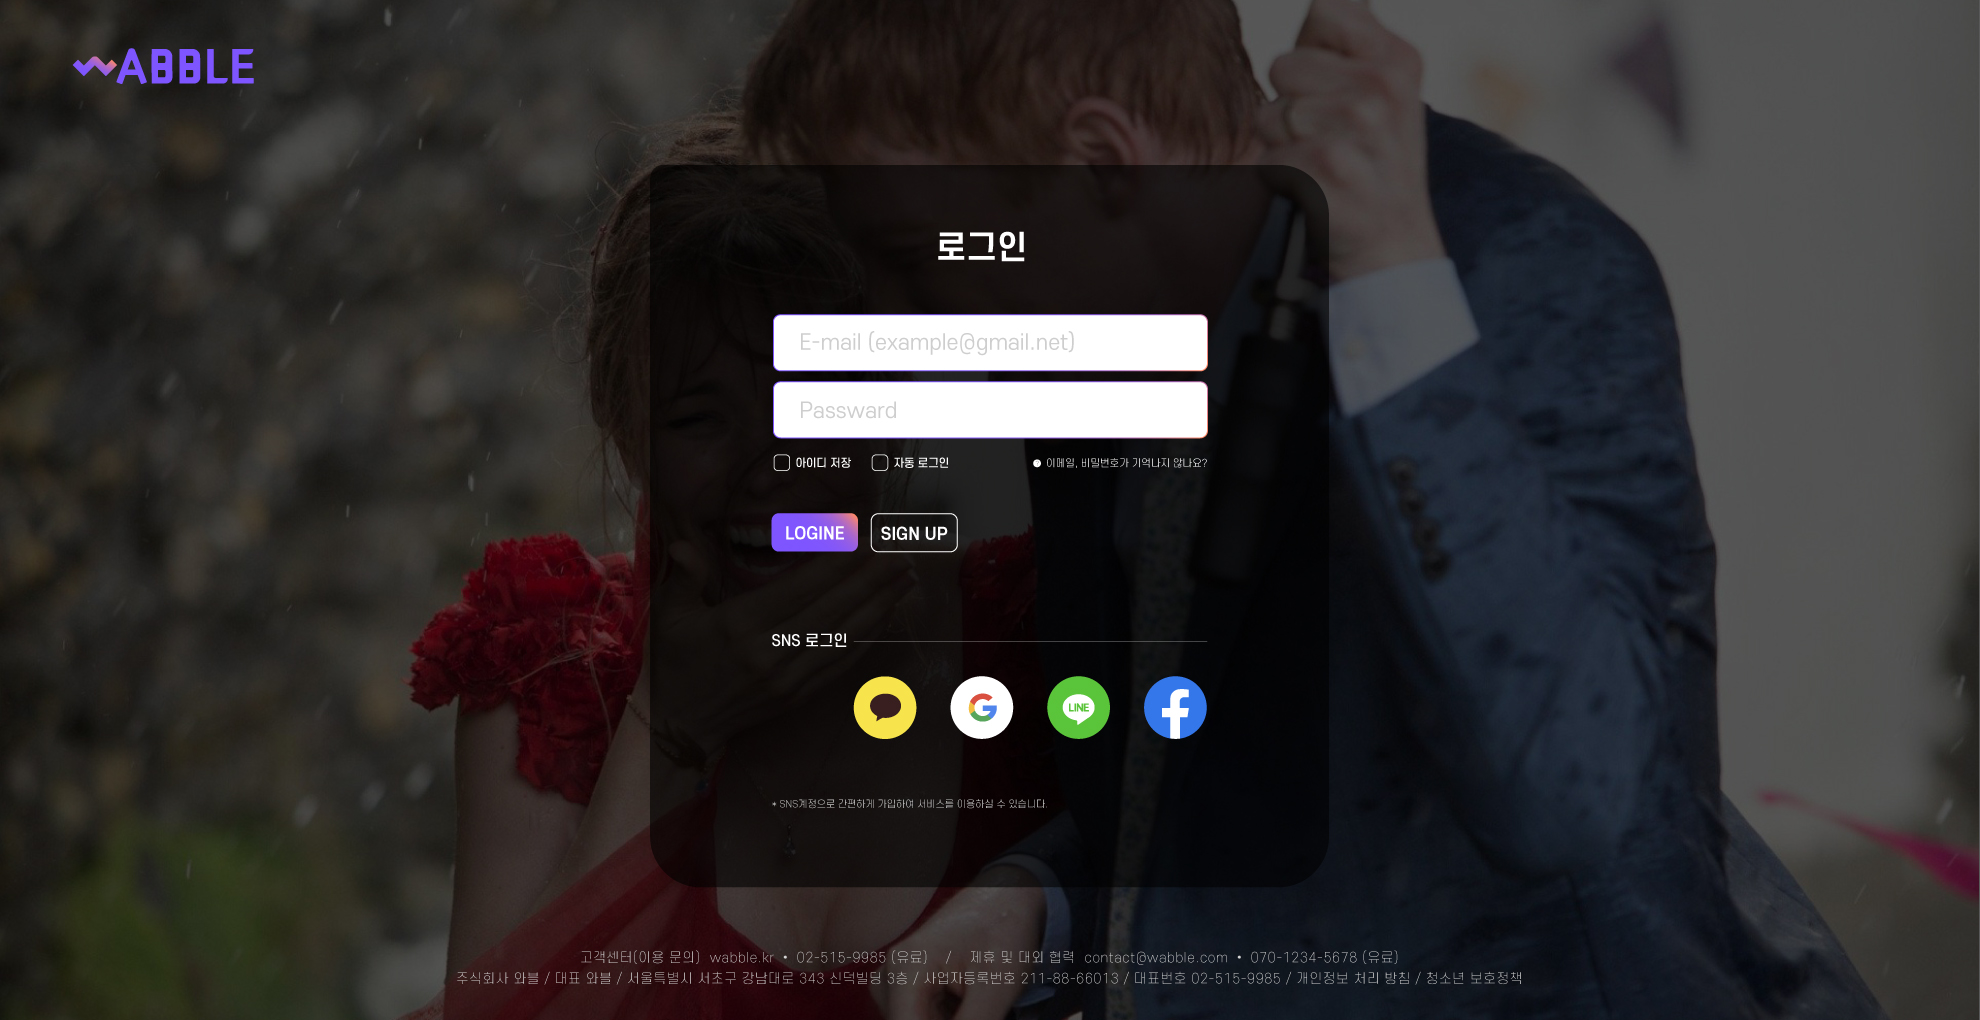 WABBLE
로그인
E-mail (example@gmail.net)
Passward
아이디 저장 자동 로그인 ● 이메일, 비밀번호가 기억나지 않나요?
LOGINE SIGN UP
SNS 로그인
LINE
* SNS계정으로 간편하게 가입하여 서비스를 이용하실 수 있습니다.
고객센터(이용 문의) wabble.kr • 02-515-9985 (유료) / 제휴 및 대외 협력 contact@wabble.com • 070-1234-5678 (유료)
주식회사 와블 / 대표 와블 / 서울특별시 서초구 강남대로 343 신덕빌딩 3층 / 사업자등록번호 211-88-66013 / 대표번호 02-515-9985 / 개인정보 처리 방침 / 청소년 보호정책